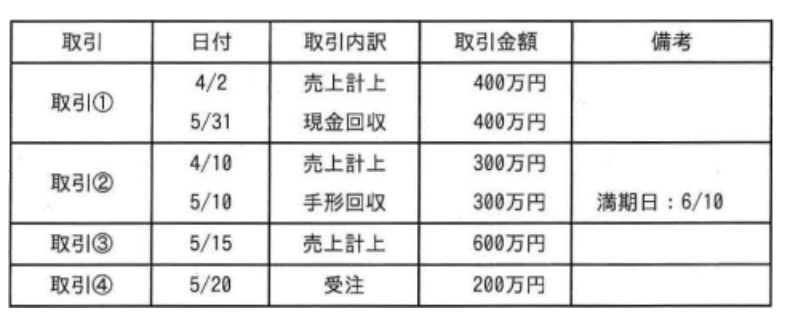 取引 日付 取引内訳 取引金額 備考
取引① 4/2 売上計上 400万円
5/31 現金回収 400万円
取引② 4/10 売上計上 300万円
5/10 手形回収 300万円 満期日：6/10
取引③ 5/15 売上計上 600万円
取引④ 5/20 受注 200万円